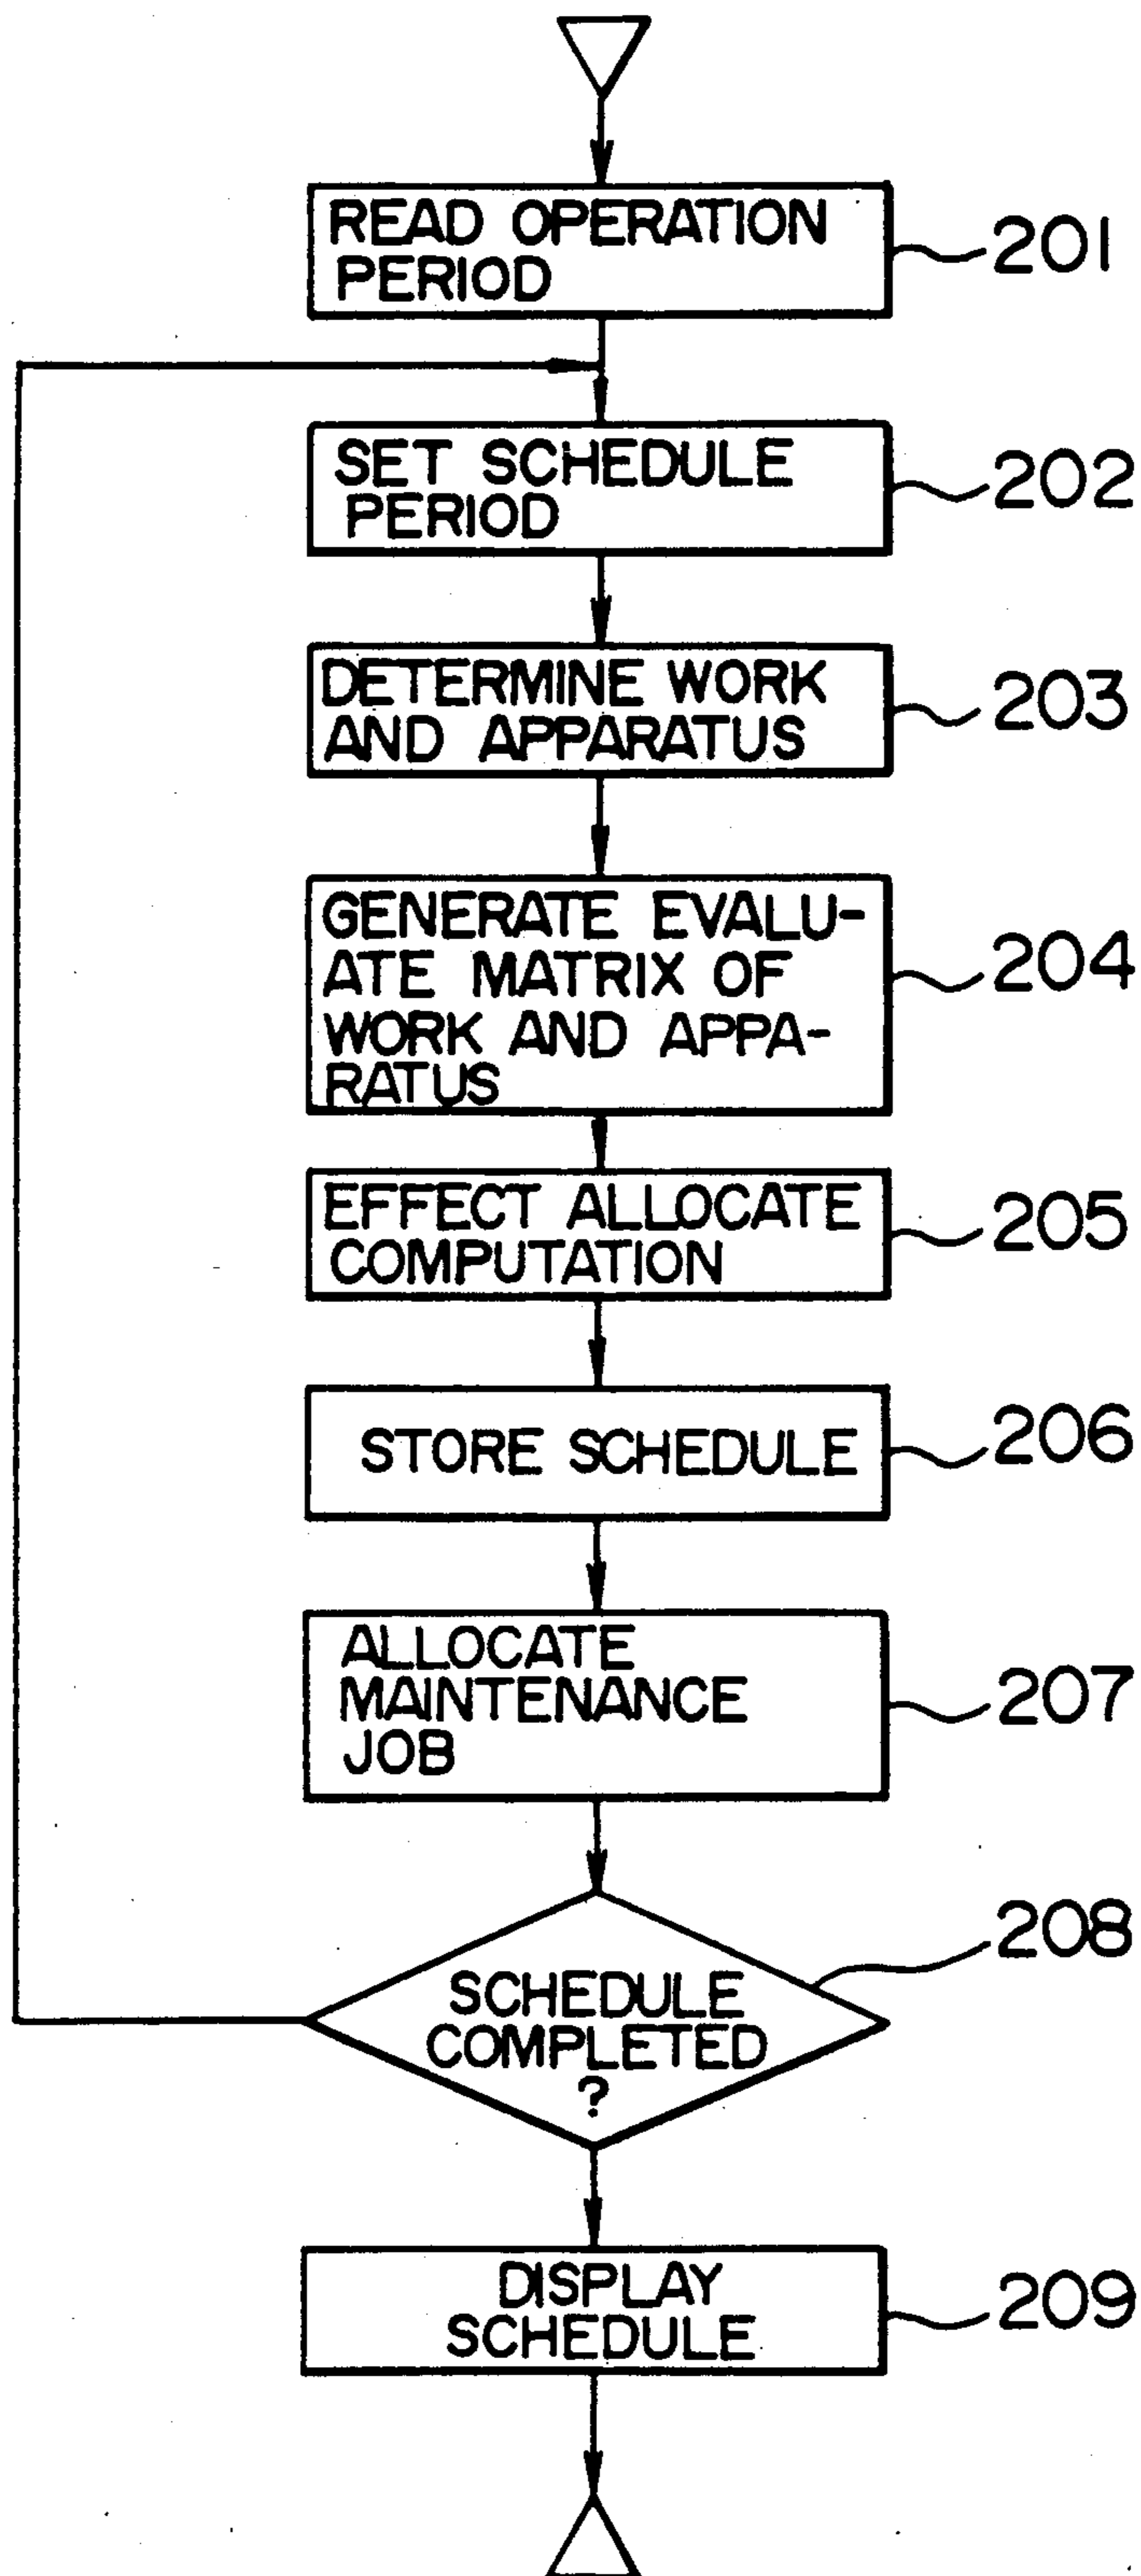 READ OPERATION
PERIOD
201
SET SCHEDULE
PERIOD
202
DETERMINE WORK
AND APPARATUS
203
GENERATE EVALU-
ATE MATRIX OF
WORK AND APPA-
RATUS
204
EFFECT ALLOCATE
COMPUTATION
205
STORE SCHEDULE
206
ALLOCATE
MAINTENANCE
JOB
207
208
SCHEDULE
COMPLETED
?
DISPLAY
SCHEDULE
209